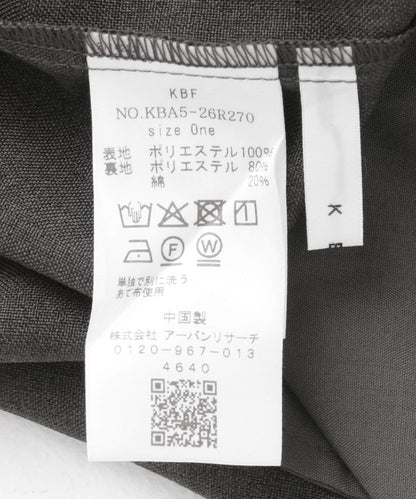 KBF
NO.KBA5-26R270
size One
表地 ポリエステル100%
裏地 ポリエステル 80%
綿 20%
F W
単独で別に洗う
あて布使用
中国製
株式会社 アーバンリサーチ
0120-967-013
4640
K B